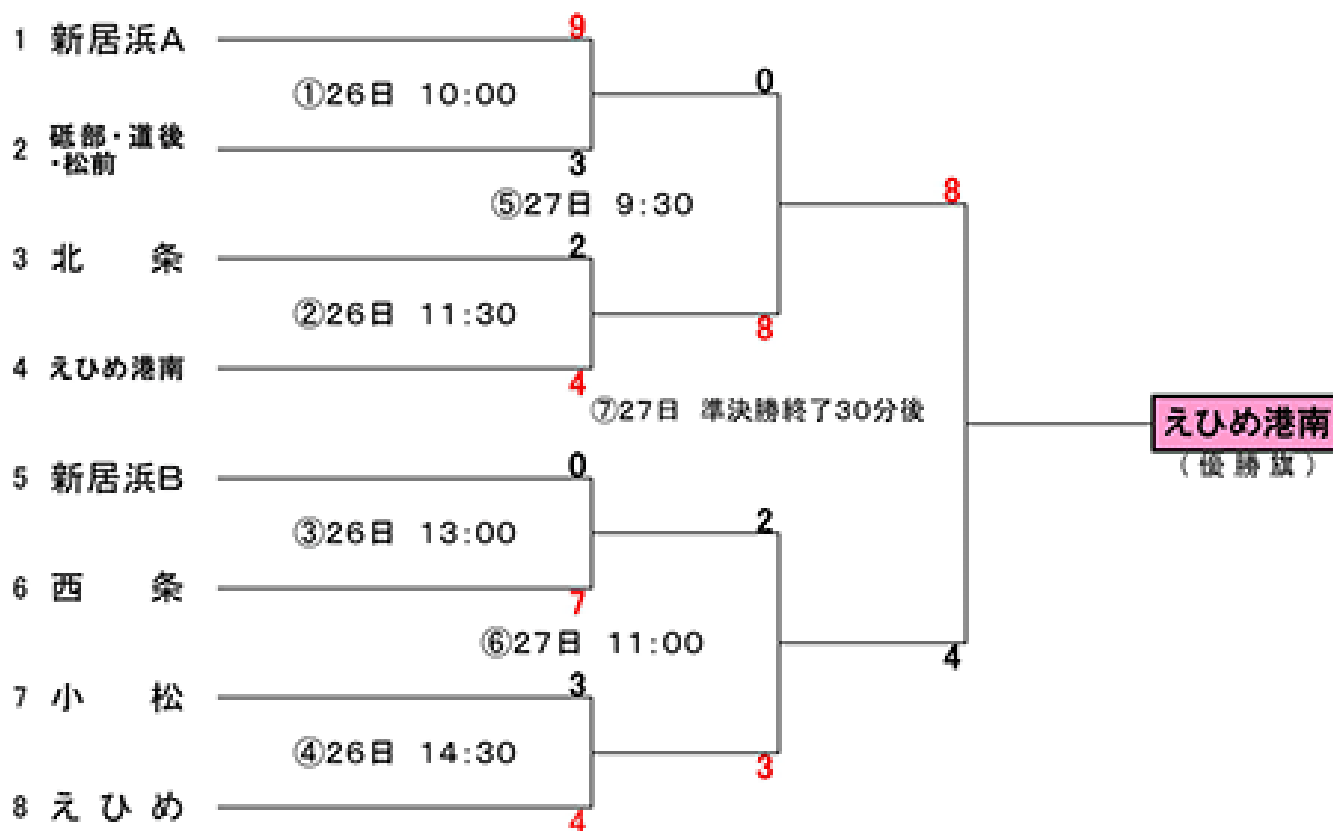 1 新居浜A
9
①26日 10:00
0
2 砥部・道後
・松前
3
⑤27日 9:30
8
3 北 条
2
②26日 11:30
8
4 えひめ港南
4
⑦27日 準決勝終了30分後
えひめ港南
(優勝旗)
5 新居浜B
0
③26日 13:00
2
6 西 条
7
⑥27日 11:00
4
7 小 松
3
④26日 14:30
3
8 えひめ
4